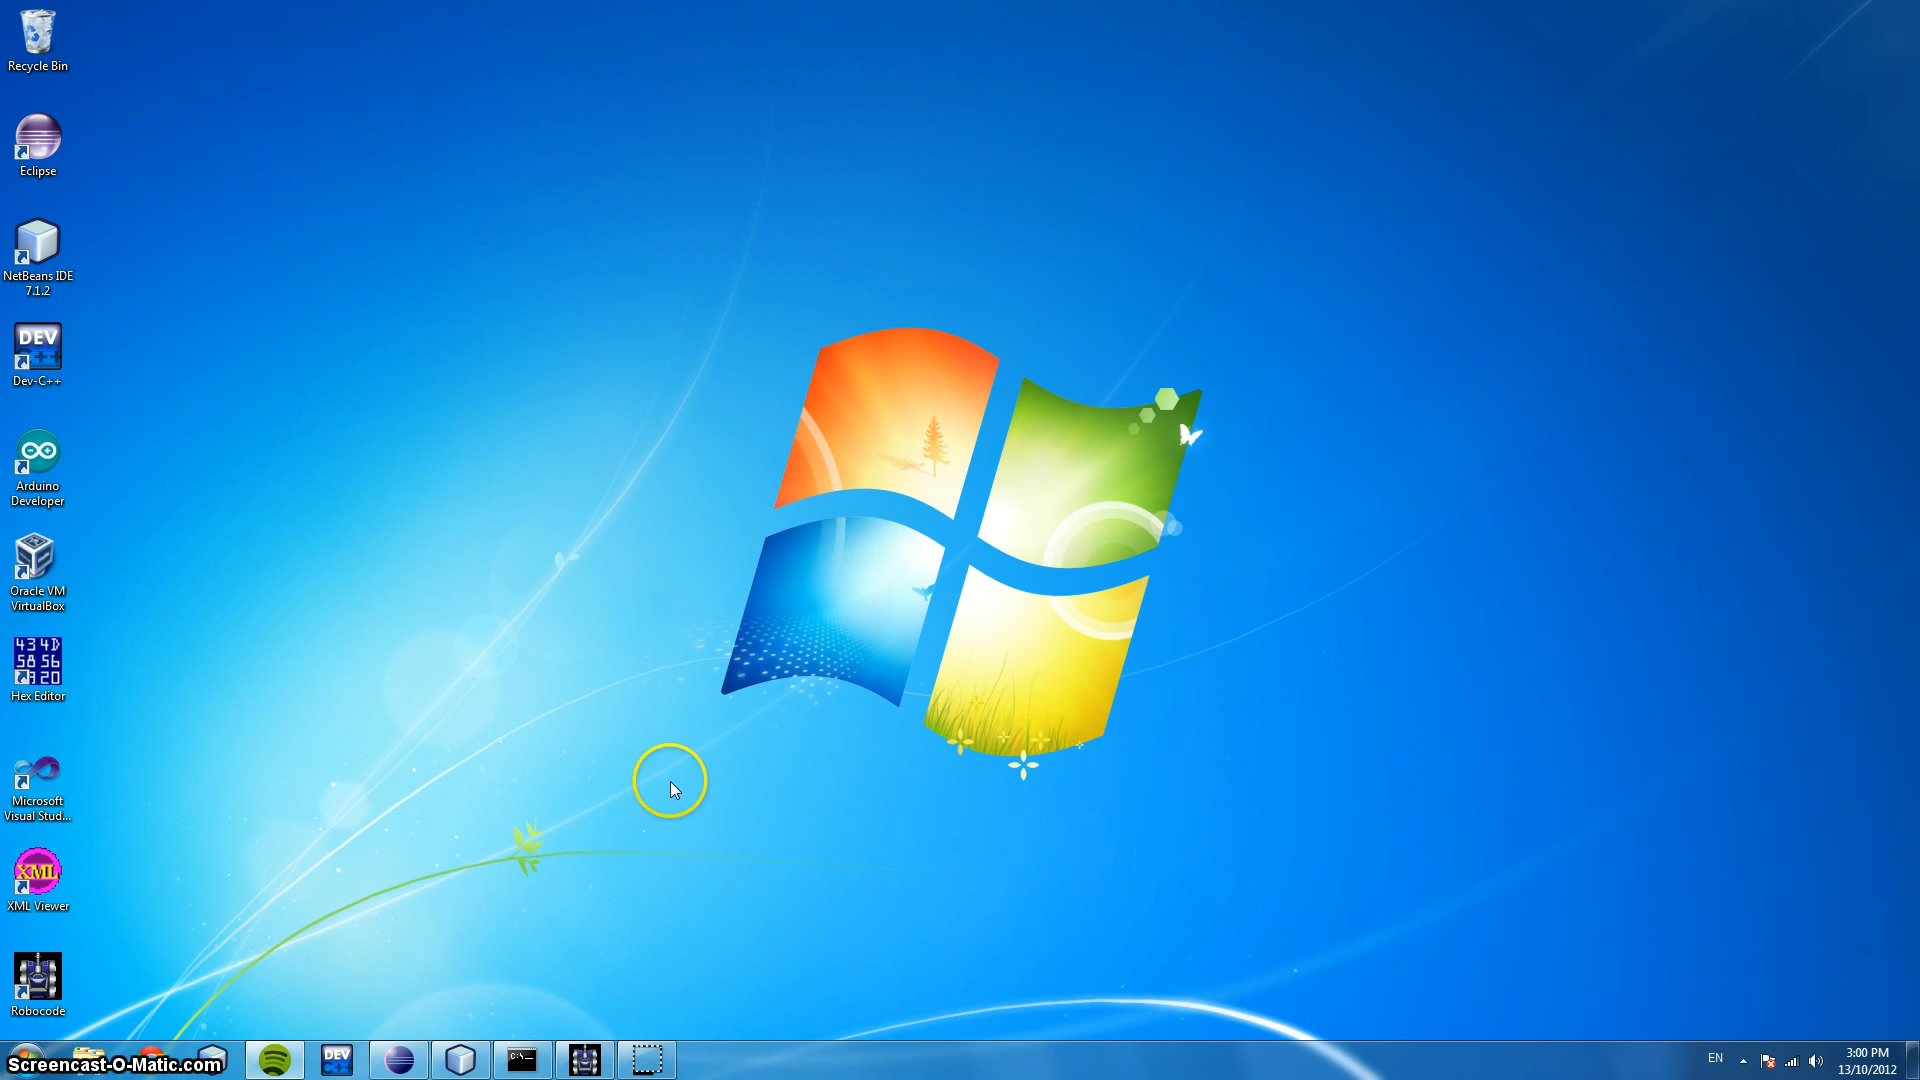 Recycle Bin
Eclipse
NetBeans IDE
7.1.2
DEV
C++
Dev-C++
Arduino
Developer
Oracle VM
VirtualBox
43 4D
58 56
20
Hex Editor
Microsoft
Visual Stud...
XML
XML Viewer
Robocode
Screencast-O-Matic.com
DEV
C++
C:\
EN
3:00 PM
13/10/2012